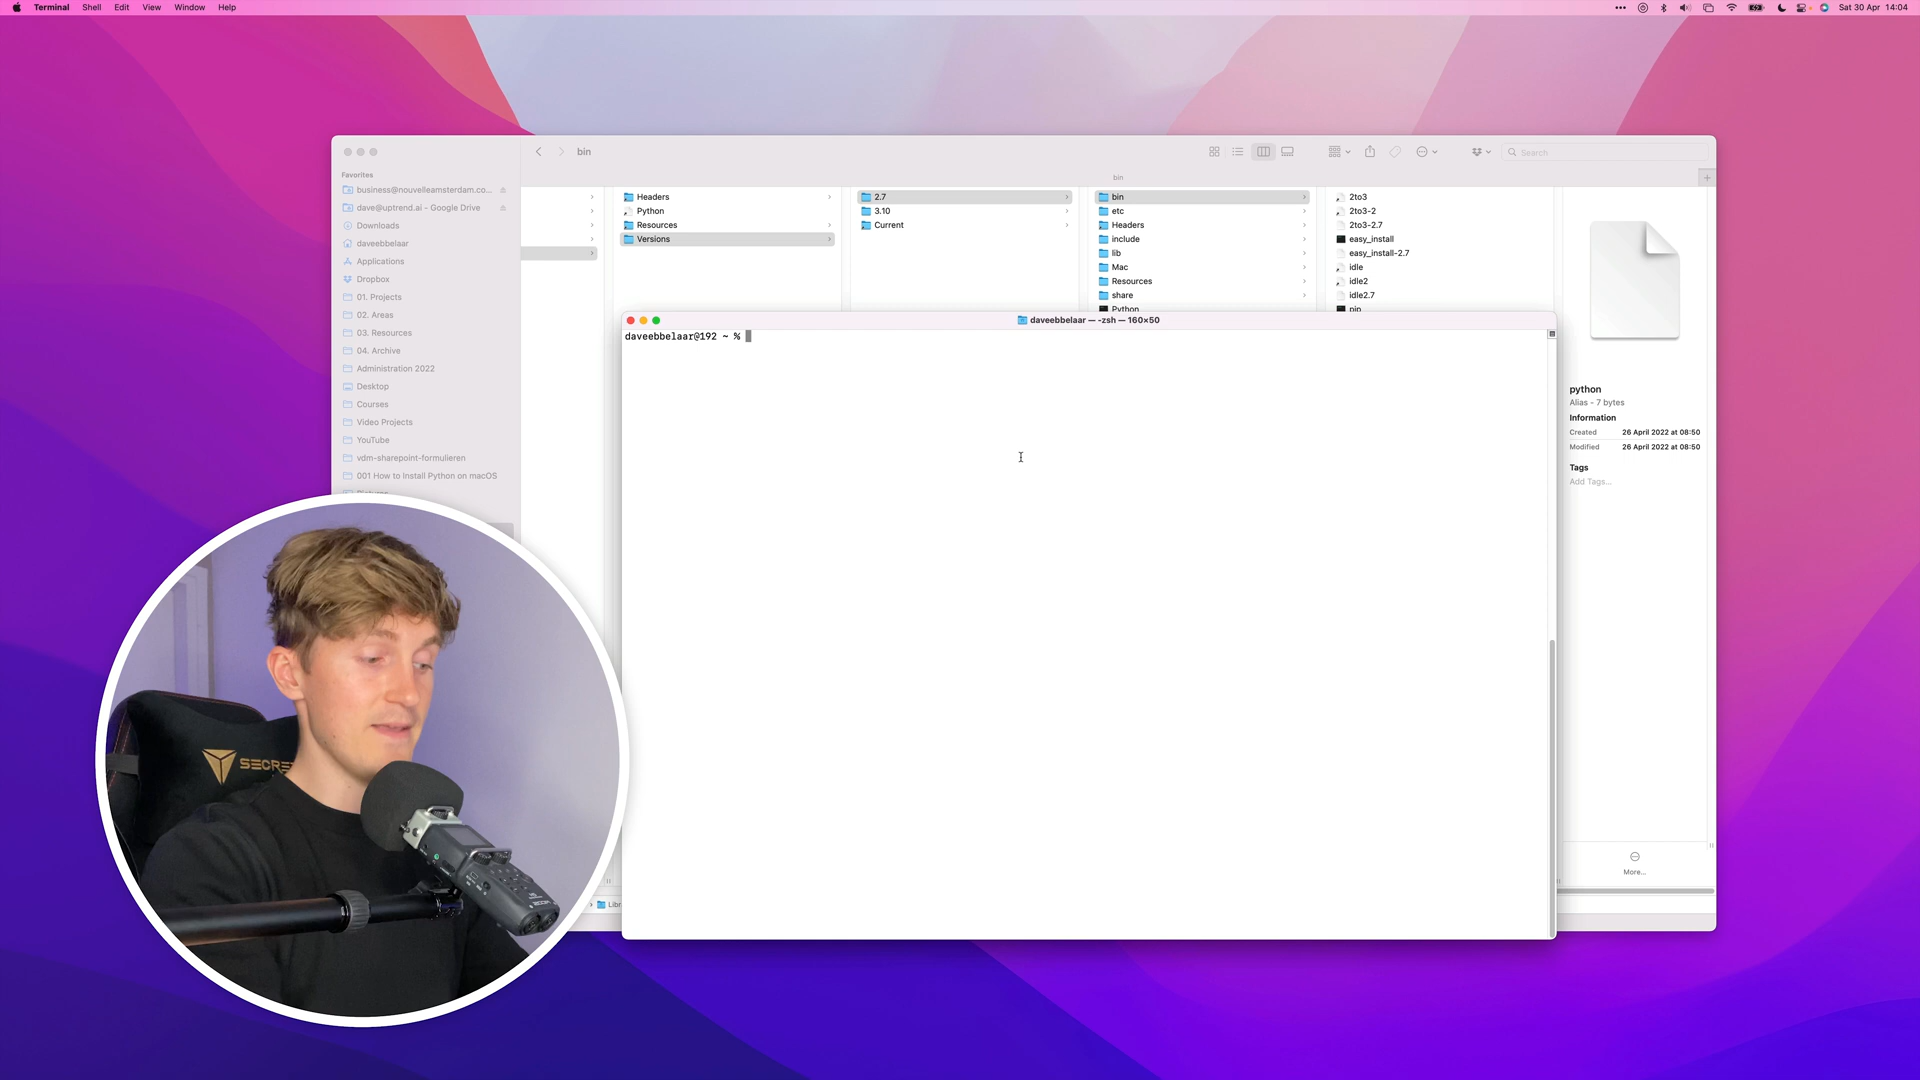 Terminal Shell Edit View Window Help
Sat 30 Apr 14:04
bin
Search
bin
Favorites
business@nouvelleamsterdam.co...
dave@uptrend.ai – Google Drive
Downloads
daveebbelaar
Applications
Dropbox
01. Projects
02. Areas
03. Resources
04. Archive
Administration 2022
Desktop
Courses
Video Projects
YouTube
vdm-sharepoint-formulieren
001 How to Install Python on macOS
Headers
Python
Resources
Versions
2.7
3.10
Current
bin
etc
Headers
include
lib
Mac
Resources
share
Python
2to3
2to3-2
2to3-2.7
easy_install
easy_install-2.7
idle
idle2
idle2.7
pip
daveebbelaar — -zsh — 160×50
daveebbelaar@192 ~ %
python
Alias - 7 bytes
Information
Created 26 April 2022 at 08:50
Modified 26 April 2022 at 08:50
Tags
Add Tags...
More...
Libr
SECRE